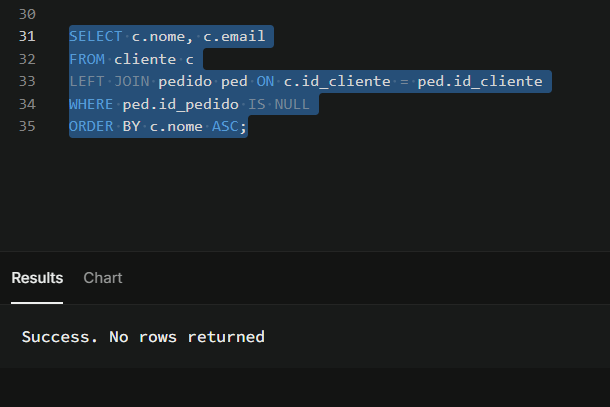 30
31 SELECT c.nome, c.email
32 FROM cliente c
33 LEFT JOIN pedido ped ON c.id_cliente = ped.id_cliente
34 WHERE ped.id_pedido IS NULL
35 ORDER BY c.nome ASC;
Results Chart
Success. No rows returned